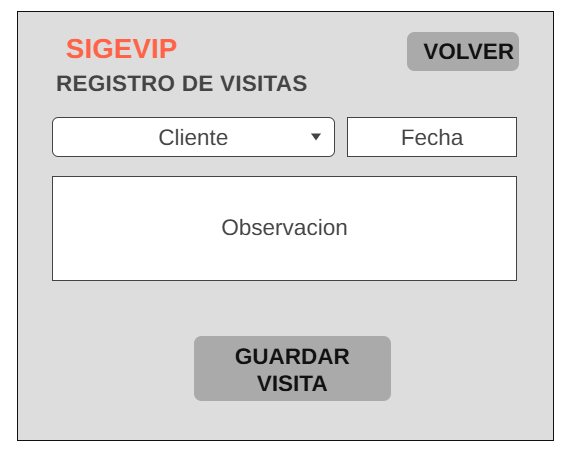 SIGEVIP
VOLVER
REGISTRO DE VISITAS
Cliente
Fecha
Observacion
GUARDAR
VISITA